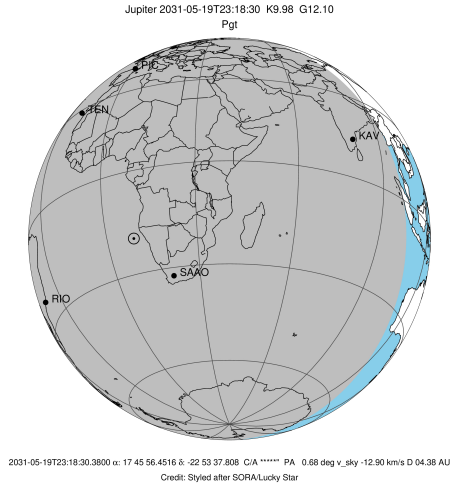 Jupiter 2031-05-19T23:18:30 K9.98 G12.10
Pgt
PIC
TEN
KAV
SAAO
RIO
2031-05-19T23:18:30.3800 α: 17 45 56.4516 δ: -22 53 37.808 C/A *****" PA 0.68 deg v_sky -12.90 km/s D 04.38 AU
Credit: Styled after SORA/Lucky Star